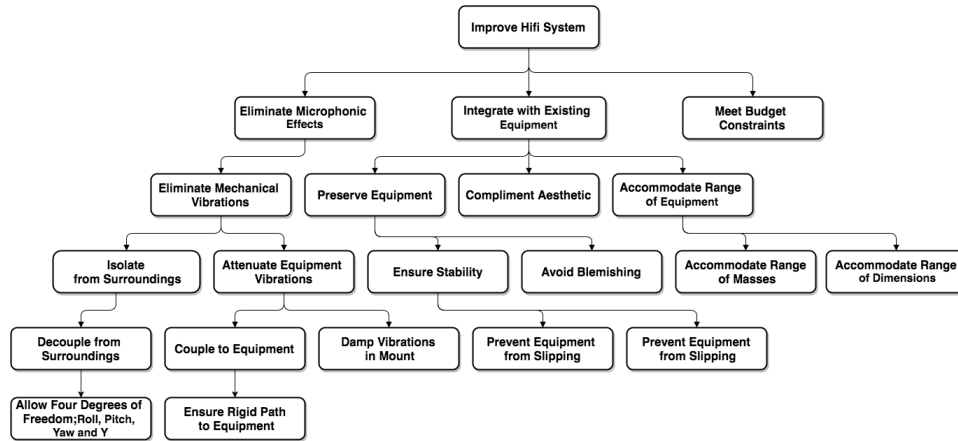 Improve Hifi System
Eliminate Microphonic
Effects
Integrate with Existing
Equipment
Meet Budget
Constraints
Eliminate Mechanical
Vibrations
Preserve Equipment
Compliment Aesthetic
Accommodate Range
of Equipment
Isolate
from Surroundings
Attenuate Equipment
Vibrations
Ensure Stability
Avoid Blemishing
Accommodate Range
of Masses
Accommodate Range
of Dimensions
Decouple from
Surroundings
Couple to Equipment
Damp Vibrations
in Mount
Prevent Equipment
from Slipping
Prevent Equipment
from Slipping
Allow Four Degrees of
Freedom;Roll, Pitch,
Yaw and Y
Ensure Rigid Path
to Equipment